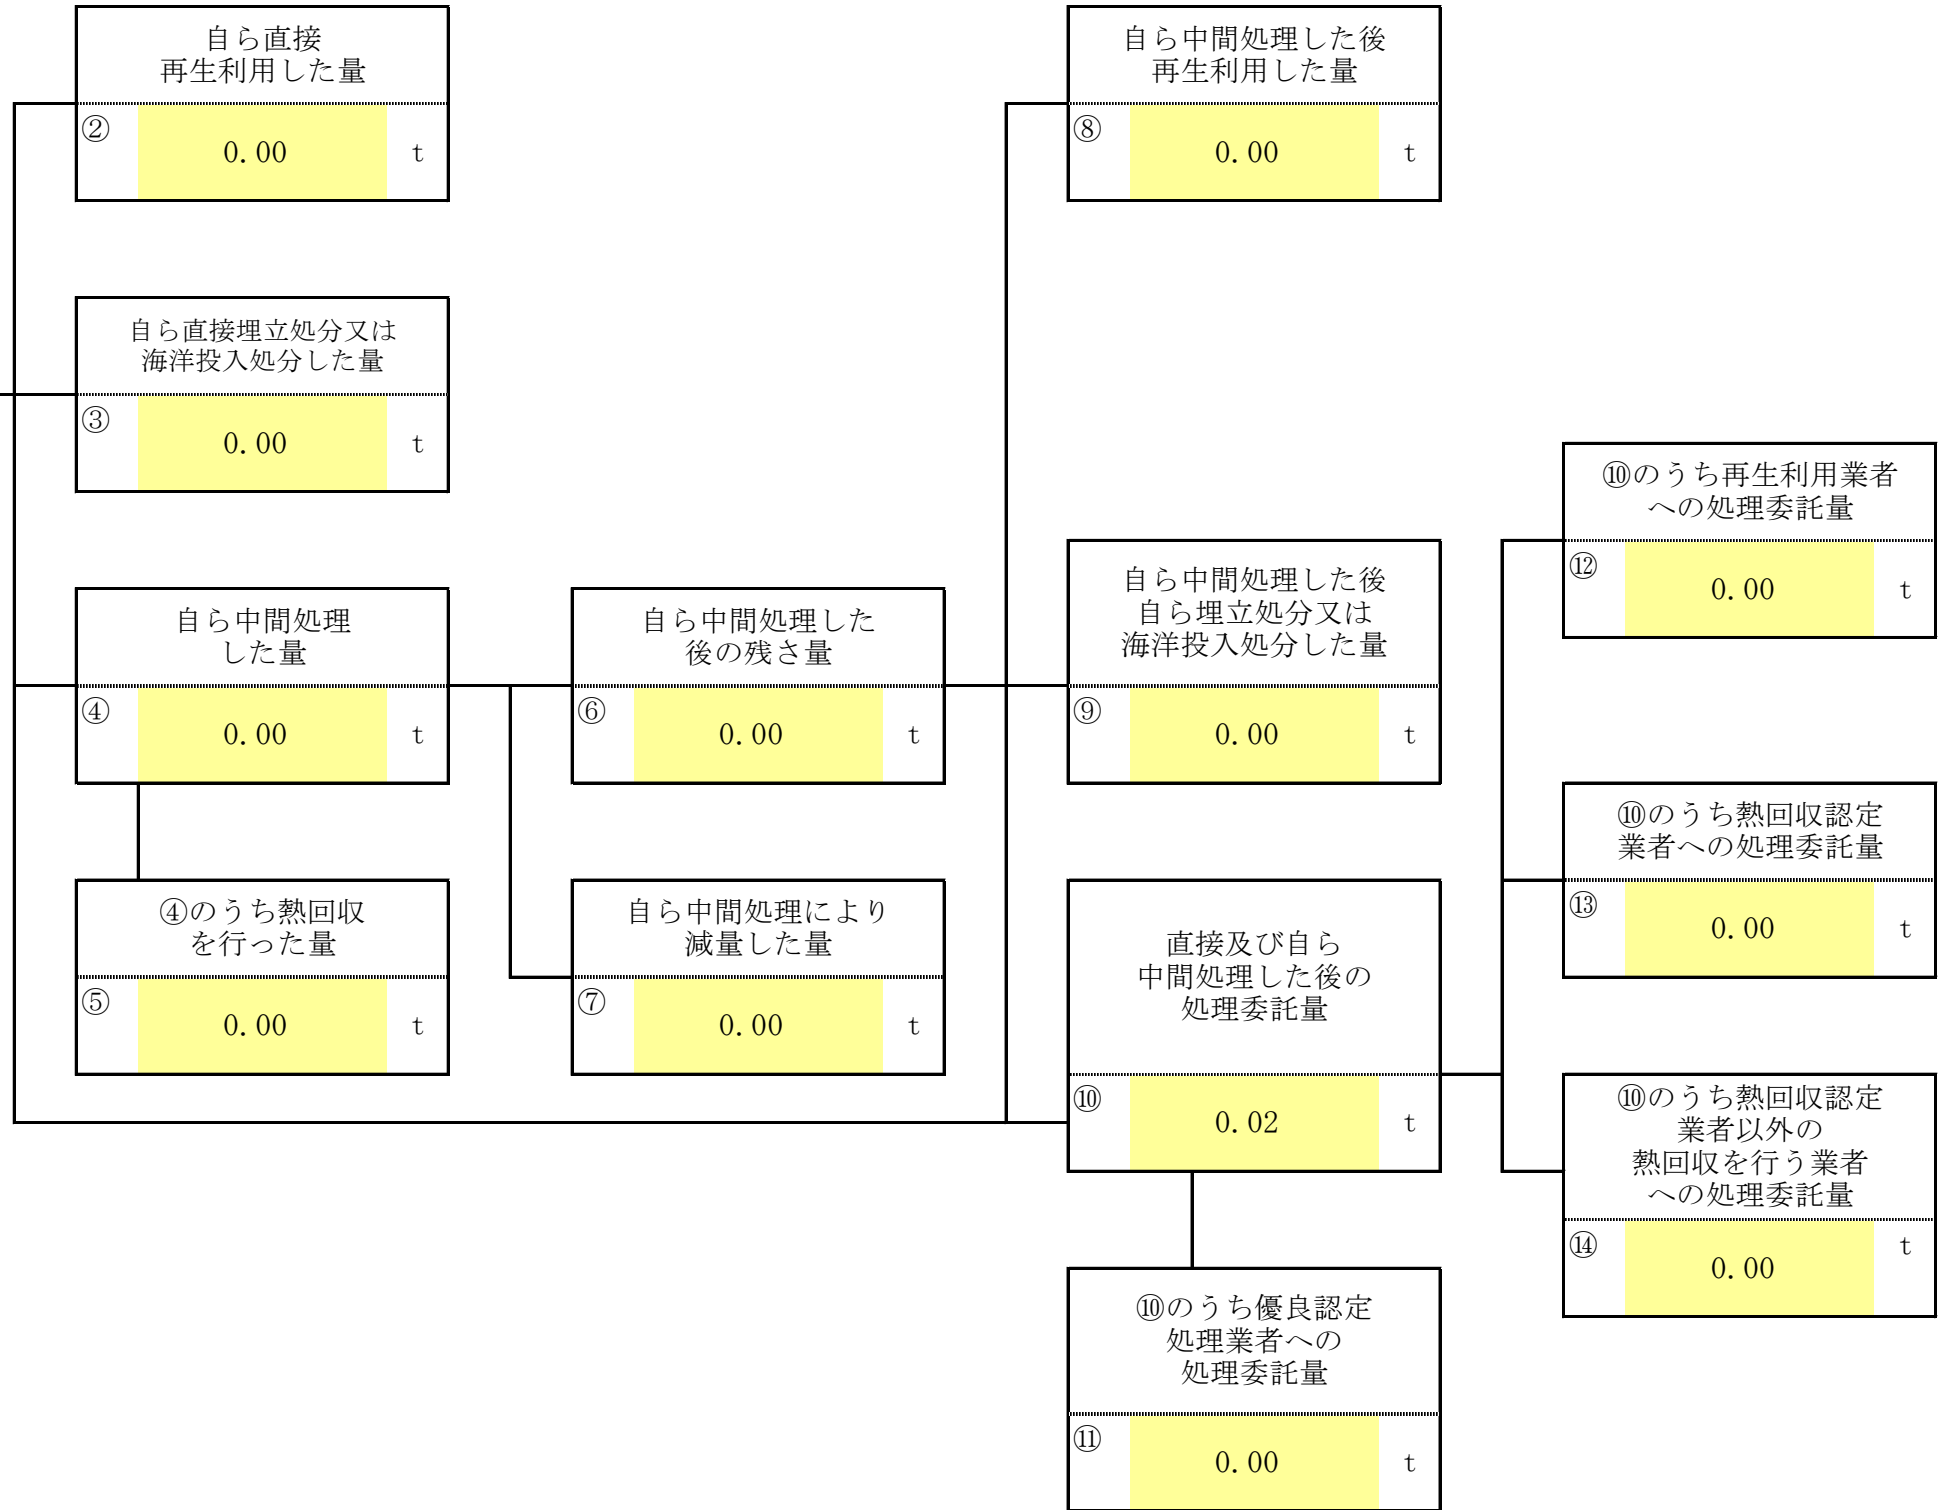 自ら直接
再生利用した量
②
0.00
t
自ら直接埋立処分又は
海洋投入処分した量
③
0.00
t
自ら中間処理
した量
④
0.00
t
④のうち熱回収
を行った量
⑤
0.00
t
自ら中間処理した
後の残さ量
⑥
0.00
t
自ら中間処理により
減量した量
⑦
0.00
t
自ら中間処理した後
再生利用した量
⑧
0.00
t
自ら中間処理した後
自ら埋立処分又は
海洋投入処分した量
⑨
0.00
t
直接及び自ら
中間処理した後の
処理委託量
⑩
0.02
t
⑩のうち優良認定
処理業者への
処理委託量
⑪
0.00
t
⑩のうち再生利用業者
への処理委託量
⑫
0.00
t
⑩のうち熱回収認定
業者への処理委託量
⑬
0.00
t
⑩のうち熱回収認定
業者以外の
熱回収を行う業者
への処理委託量
⑭
0.00
t